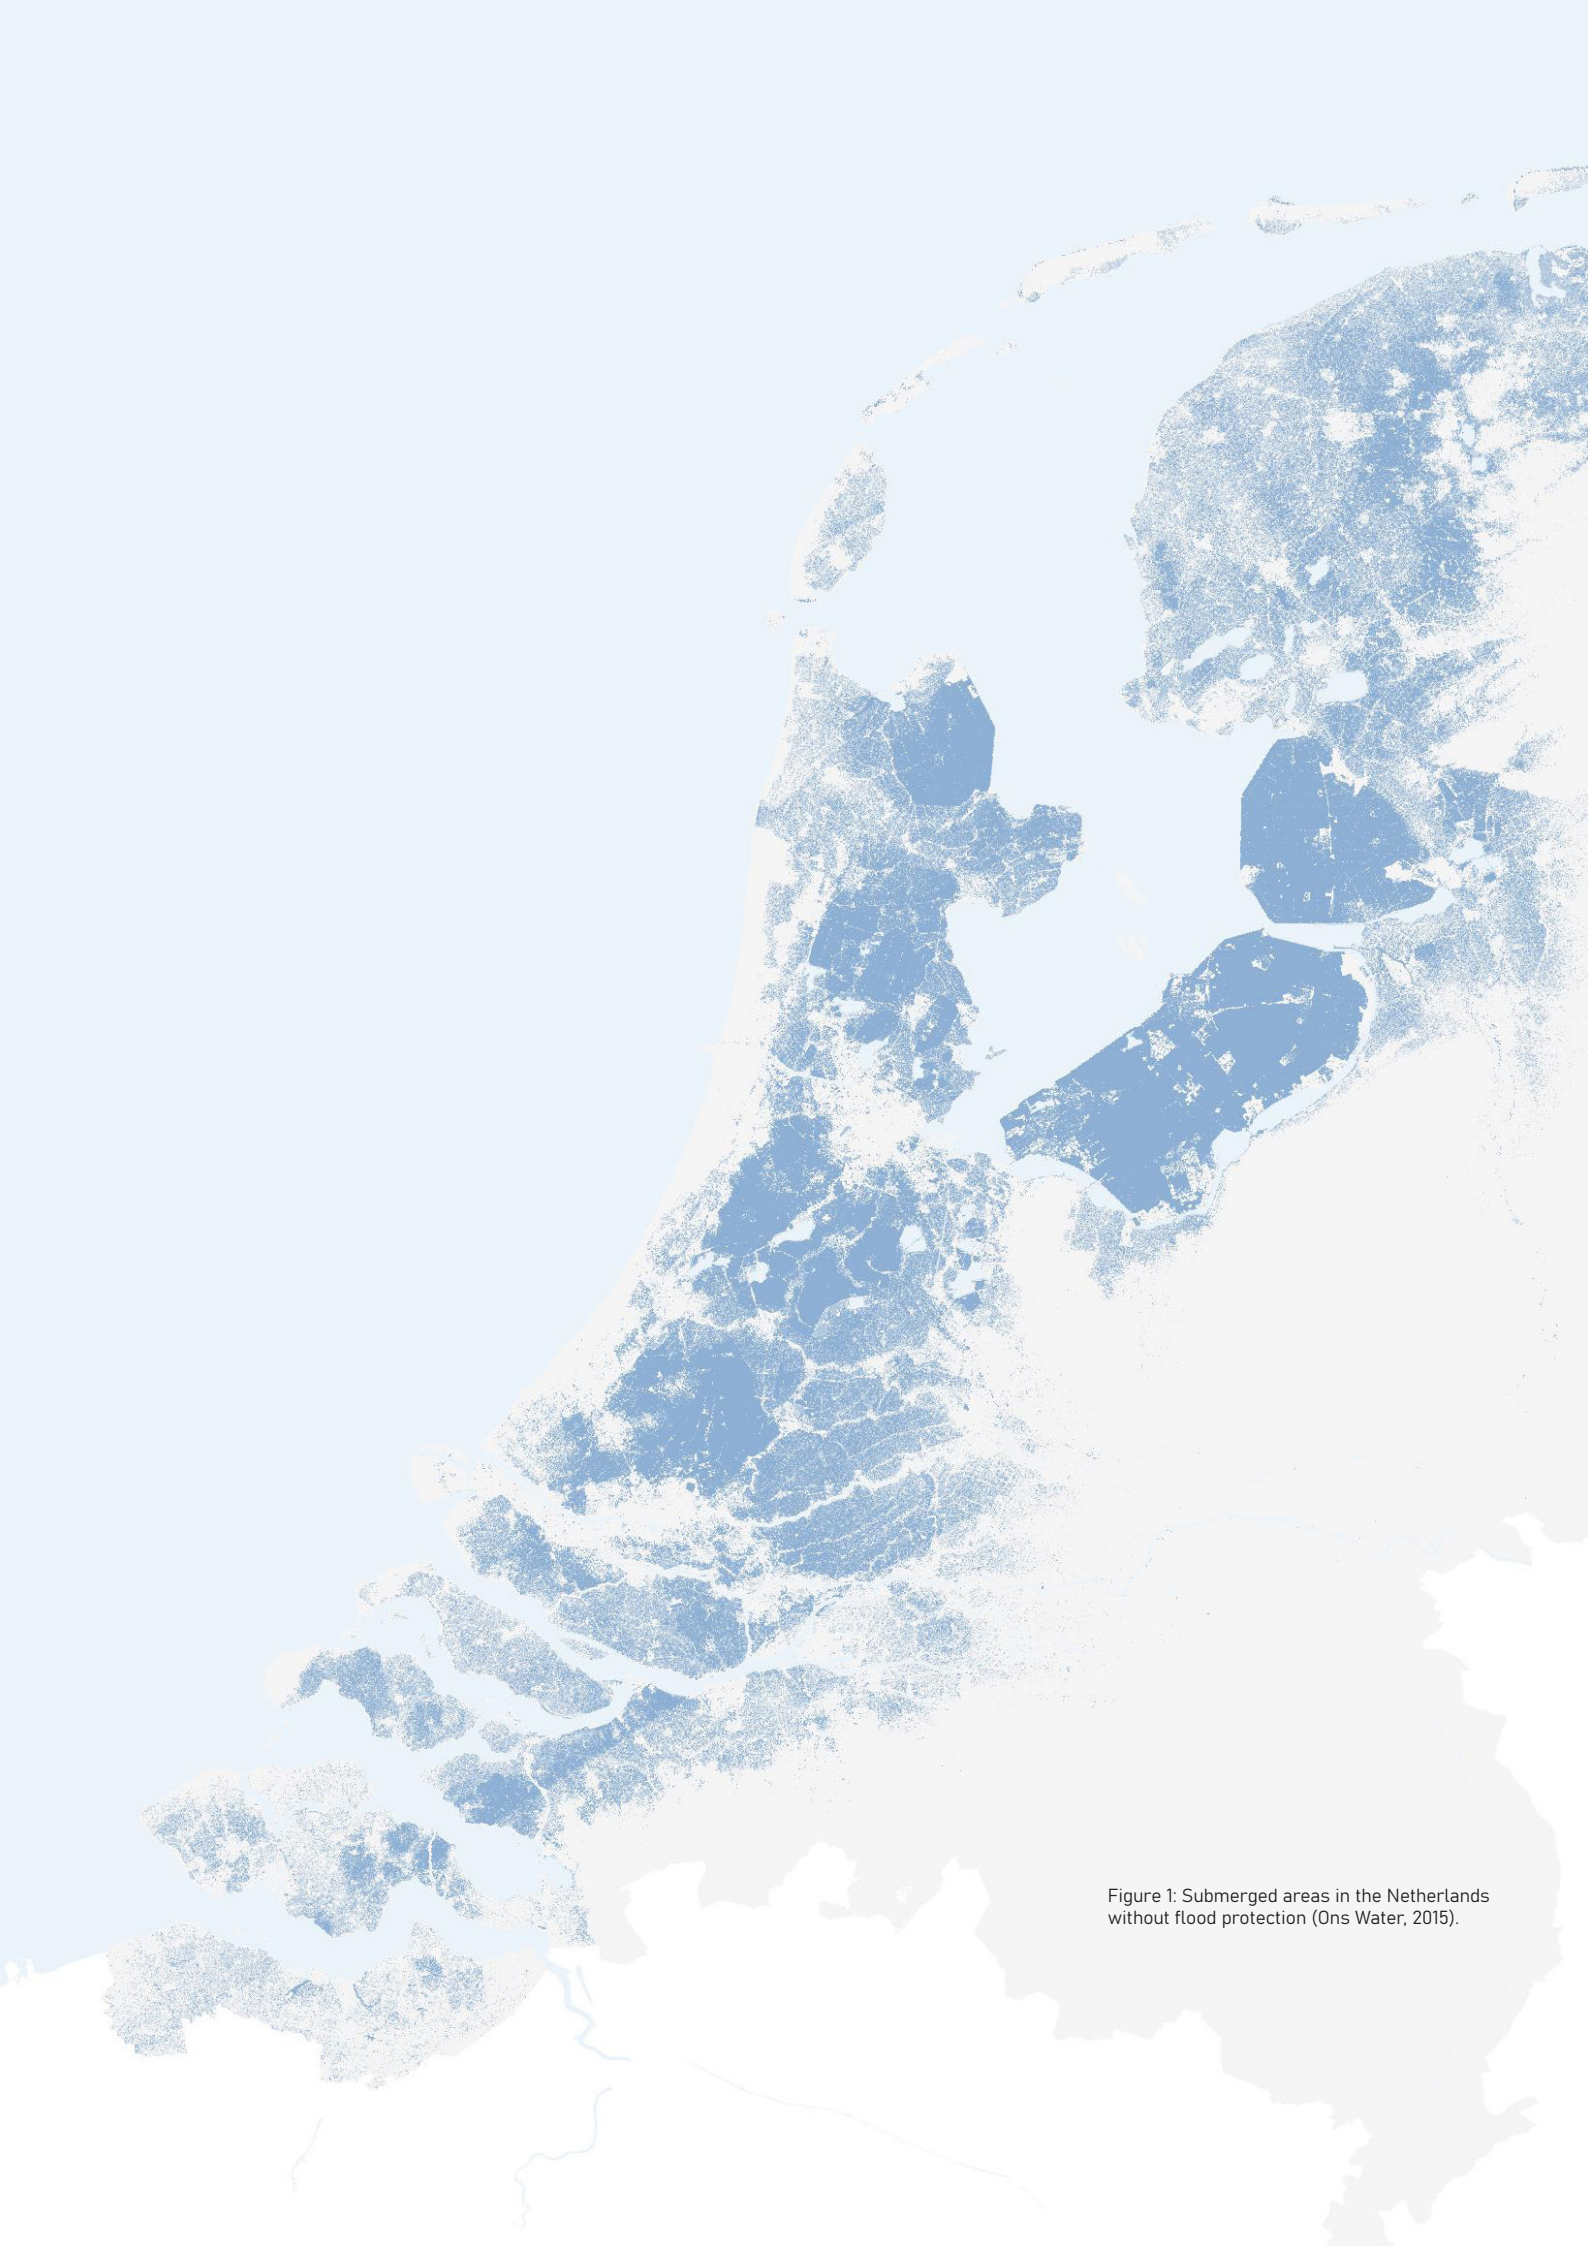 Figure 1: Submerged areas in the Netherlands
without flood protection (Ons Water, 2015).